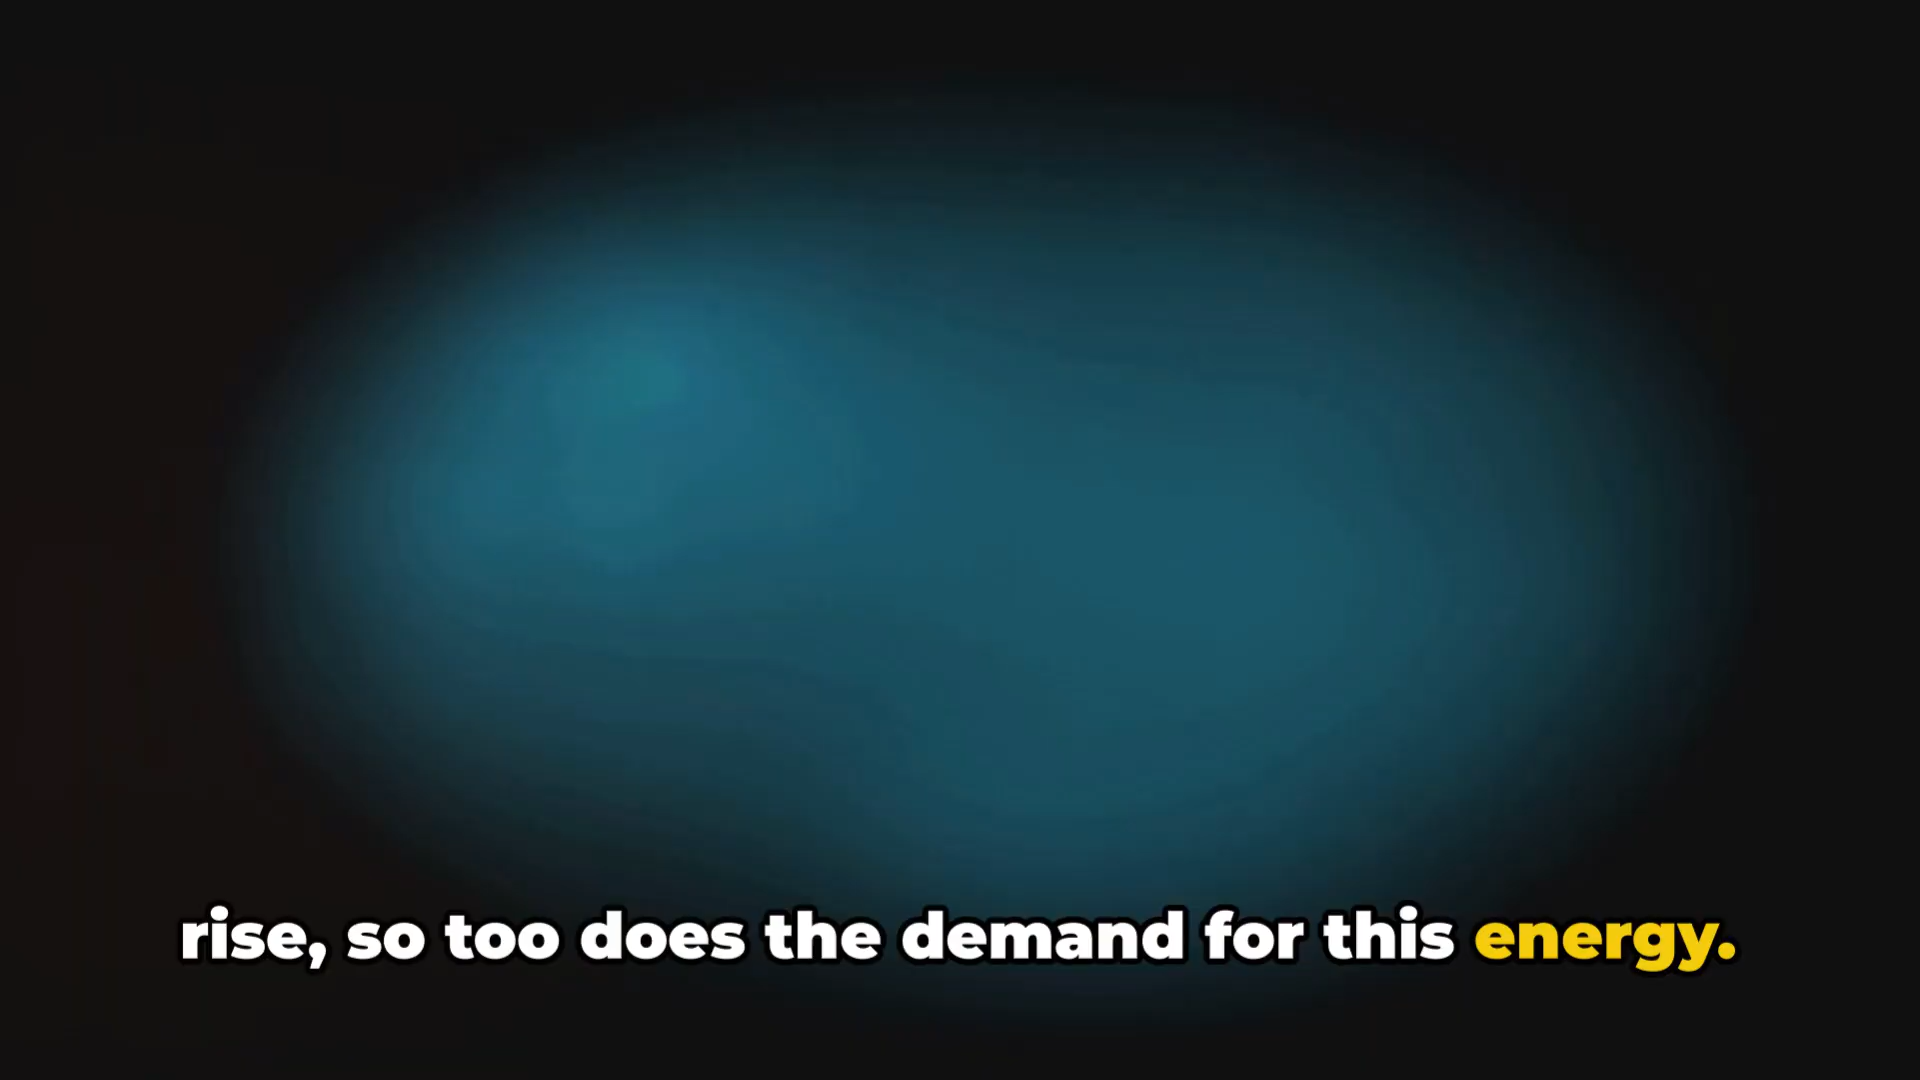 rise, so too does the demand for this energy.